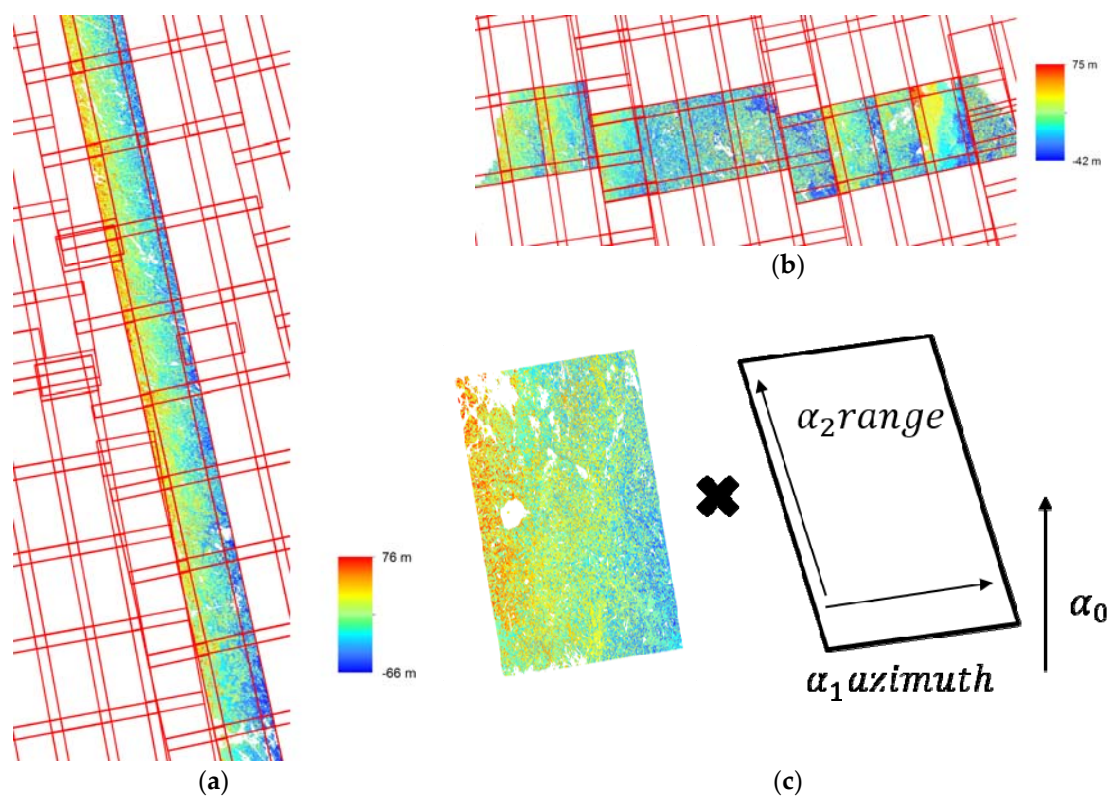 75 m
-42 m
(b)
α₂range
76 m
-66 m
α₀
α₁azimuth
(a)
(c)